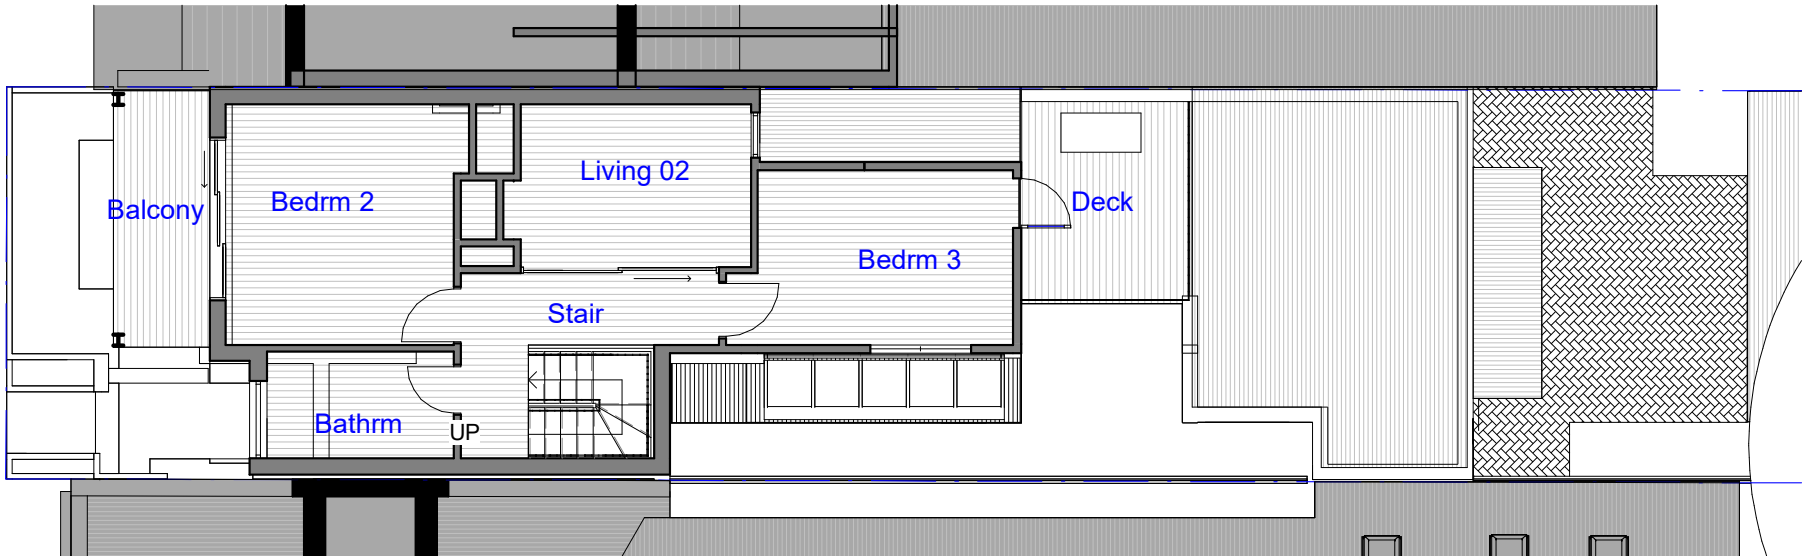 Living 02
Bedrm 2
Balcony
Deck
Bedrm 3
Stair
Bathrm
UP